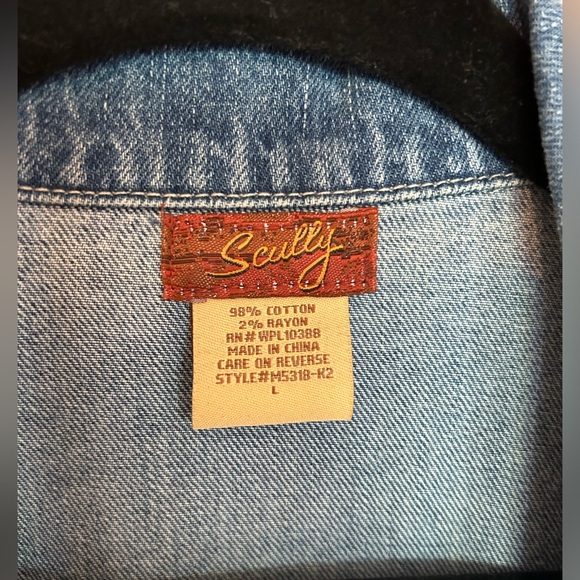 Scully
98% COTTON
2% RAYON
RN# WPL10388
MADE IN CHINA
CARE ON REVERSE
STYLE#M5318-K2
L